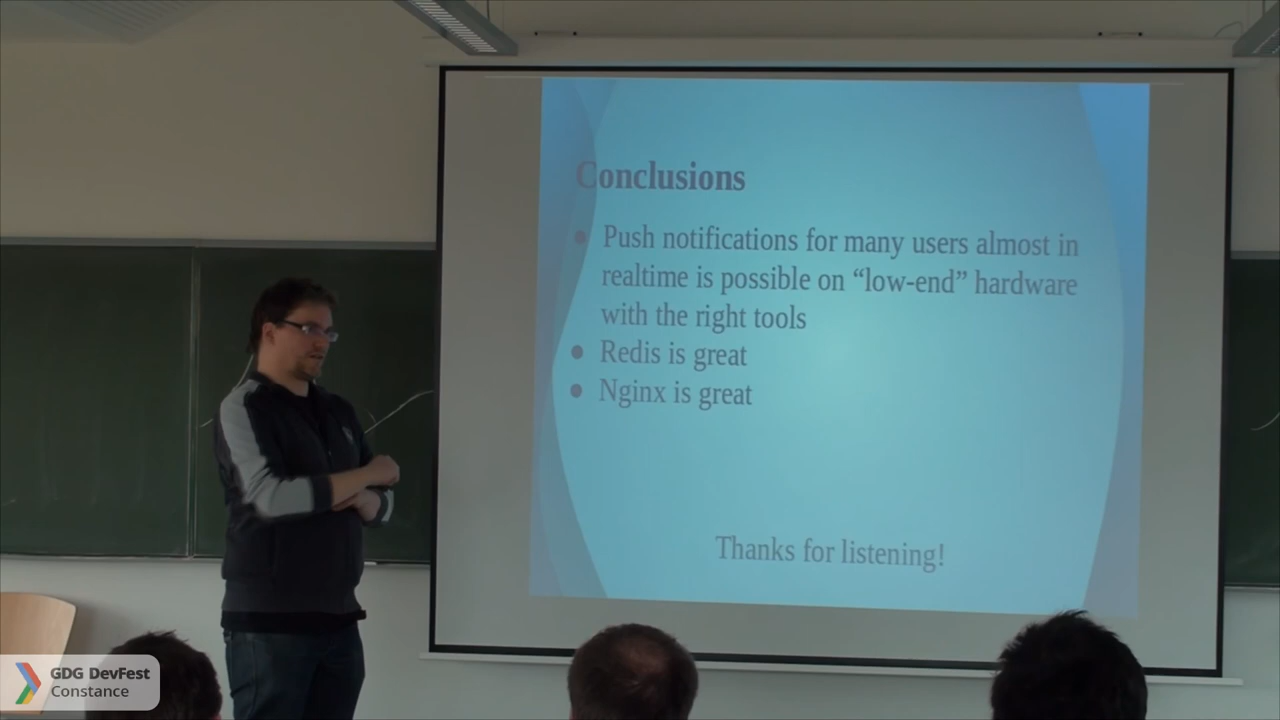 Conclusions
● Push notifications for many users almost in
realtime is possible on “low-end” hardware
with the right tools
● Redis is great
● Nginx is great
Thanks for listening!
GDG DevFest
Constance